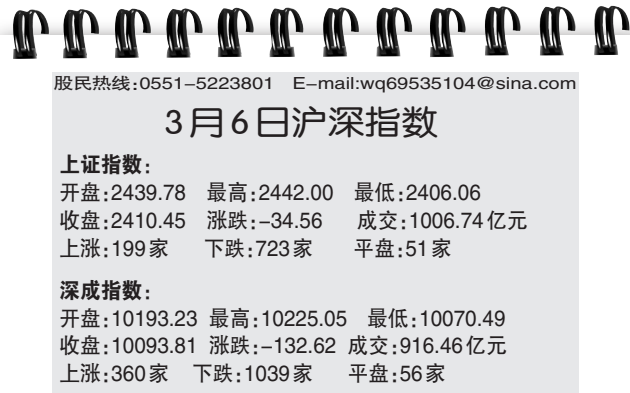 股民热线:0551-5223801 E-mail:wq69535104@sina.com
3月6日沪深指数
上证指数:
开盘:2439.78 最高:2442.00 最低:2406.06
收盘:2410.45 涨跌:-34.56 成交:1006.74亿元
上涨:199家 下跌:723家 平盘:51家
深成指数:
开盘:10193.23 最高:10225.05 最低:10070.49
收盘:10093.81 涨跌:-132.62 成交:916.46亿元
上涨:360家 下跌:1039家 平盘:56家